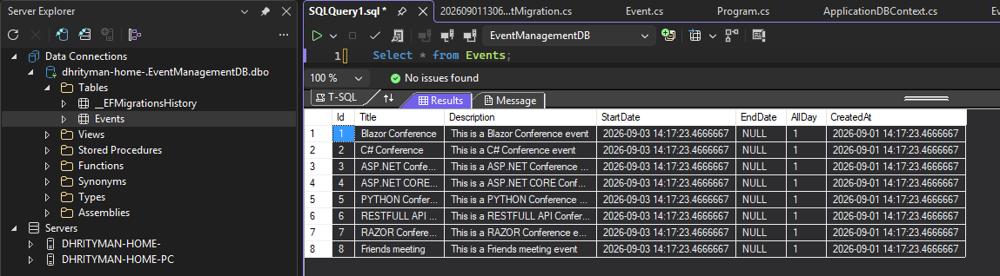 Server Explorer
Data Connections
dhrityman-home-.EventManagementDB.dbo
Tables
__EFMigrationsHistory
Events
Views
Stored Procedures
Functions
Synonyms
Types
Assemblies
Servers
DHRITYMAN-HOME-
DHRITYMAN-HOME-PC
SQLQuery1.sql * 202609011306...tMigration.cs Event.cs Program.cs ApplicationDBContext.cs Ev
EventManagementDB
1 Select * from Events;
100 % No issues found
T-SQL Results Message
Id Title Description StartDate EndDate AllDay CreatedAt
1 1 Blazor Conference This is a Blazor Conference event 2026-09-03 14:17:23.4666667 NULL 1 2026-09-01 14:17:23.4666667
2 2 C# Conference This is a C# Conference event 2026-09-03 14:17:23.4666667 NULL 1 2026-09-01 14:17:23.4666667
3 3 ASP.NET Confe... This is a ASP.NET Conference ... 2026-09-03 14:17:23.4666667 NULL 1 2026-09-01 14:17:23.4666667
4 4 ASP.NET CORE... This is a ASP.NET CORE Conf... 2026-09-03 14:17:23.4666667 NULL 1 2026-09-01 14:17:23.4666667
5 5 PYTHON Confer... This is a PYTHON Conference ... 2026-09-03 14:17:23.4666667 NULL 1 2026-09-01 14:17:23.4666667
6 6 RESTFULL API ... This is a RESTFULL API Confer... 2026-09-03 14:17:23.4666667 NULL 1 2026-09-01 14:17:23.4666667
7 7 RAZOR Confere... This is a RAZOR Conference e... 2026-09-03 14:17:23.4666667 NULL 1 2026-09-01 14:17:23.4666667
8 8 Friends meeting This is a Friends meeting event 2026-09-03 14:17:23.4666667 NULL 1 2026-09-01 14:17:23.4666667